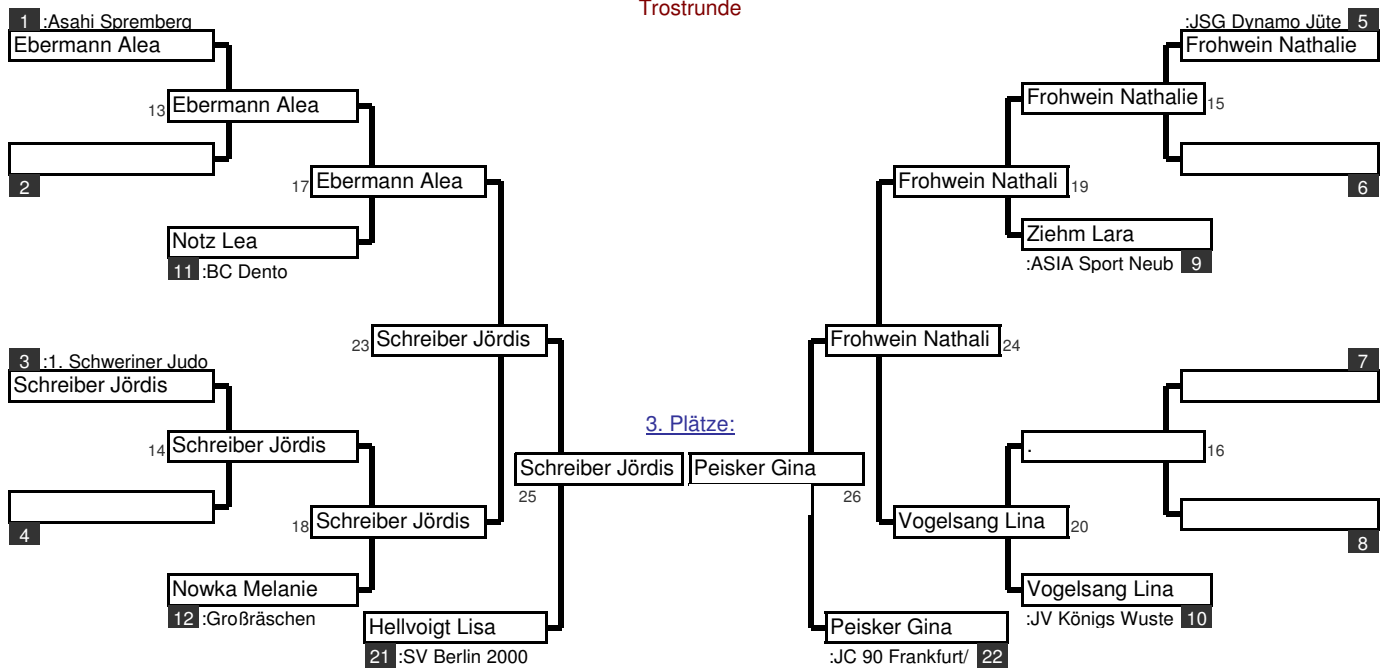 Trostrunde
1 :Asahi Spremberg
Ebermann Alea
13 Ebermann Alea
2
17 Ebermann Alea
Notz Lea
11 :BC Dento
23 Schreiber Jördis
3 :1. Schweriner Judo
Schreiber Jördis
14 Schreiber Jördis
4
18 Schreiber Jördis
Nowka Melanie
12 :Großräschen
Hellvoigt Lisa
21 :SV Berlin 2000
3. Plätze:
Schreiber Jördis
25
Peisker Gina
26
:JSG Dynamo Jüte 5
Frohwein Nathalie
Frohwein Nathalie 15
6
Frohwein Nathali 19
Ziehm Lara
:ASIA Sport Neub 9
Frohwein Nathali 24
7
. 16
8
Vogelsang Lina 20
Vogelsang Lina
:JV Königs Wuste 10
Peisker Gina
:JC 90 Frankfurt/ 22